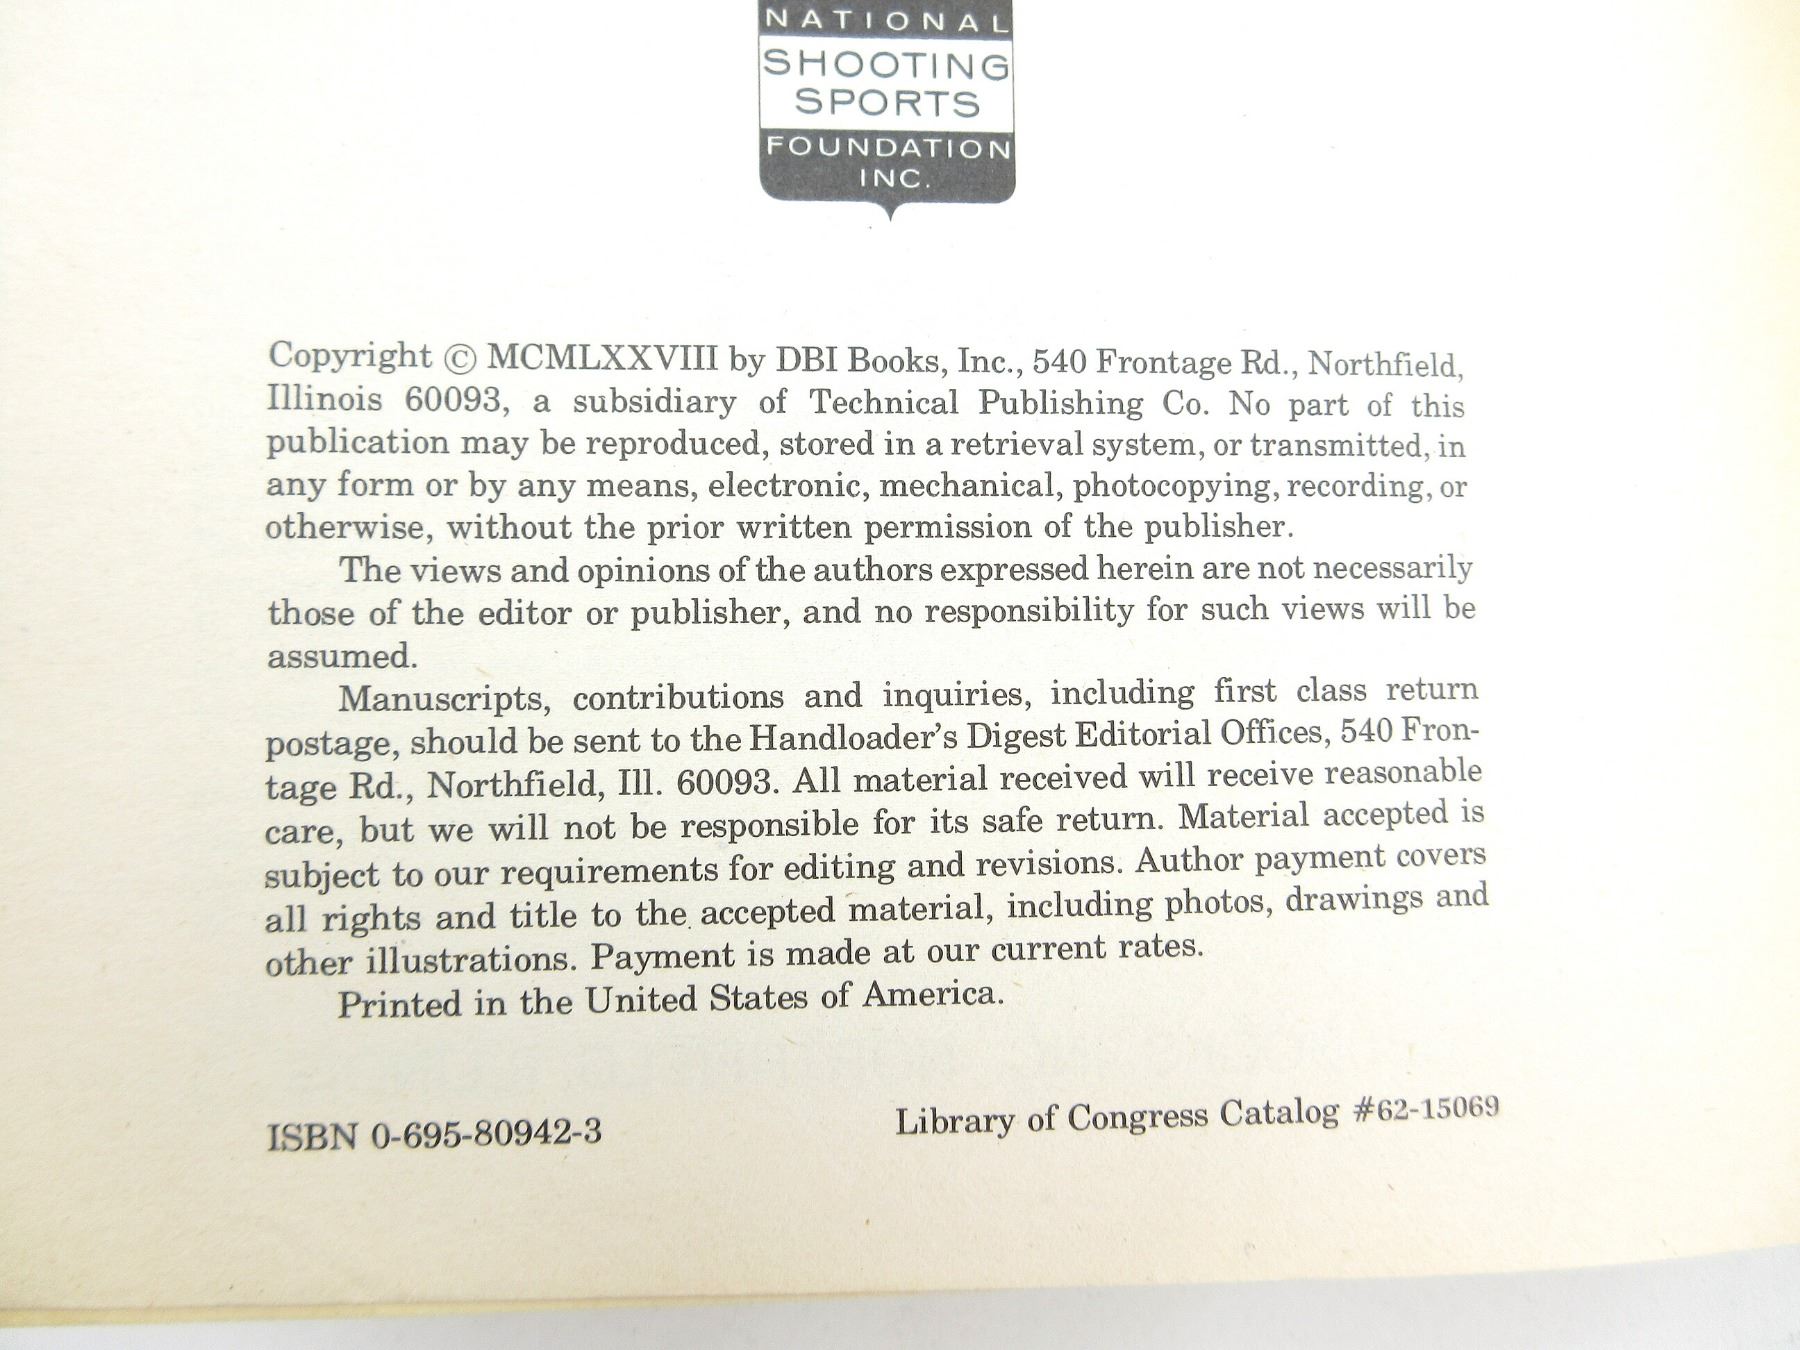 NATIONAL
SHOOTING
SPORTS
FOUNDATION
INC.
Copyright © MCMLXXVIII by DBI Books, Inc., 540 Frontage Rd., Northfield,
Illinois 60093, a subsidiary of Technical Publishing Co. No part of this
publication may be reproduced, stored in a retrieval system, or transmitted, in
any form or by any means, electronic, mechanical, photocopying, recording, or
otherwise, without the prior written permission of the publisher.
The views and opinions of the authors expressed herein are not necessarily
those of the editor or publisher, and no responsibility for such views will be
assumed.
Manuscripts, contributions and inquiries, including first class return
postage, should be sent to the Handloader's Digest Editorial Offices, 540 Fron-
tage Rd., Northfield, Ill. 60093. All material received will receive reasonable
care, but we will not be responsible for its safe return. Material accepted is
subject to our requirements for editing and revisions. Author payment covers
all rights and title to the accepted material, including photos, drawings and
other illustrations. Payment is made at our current rates.
Printed in the United States of America.
ISBN 0-695-80942-3
Library of Congress Catalog #62-15069